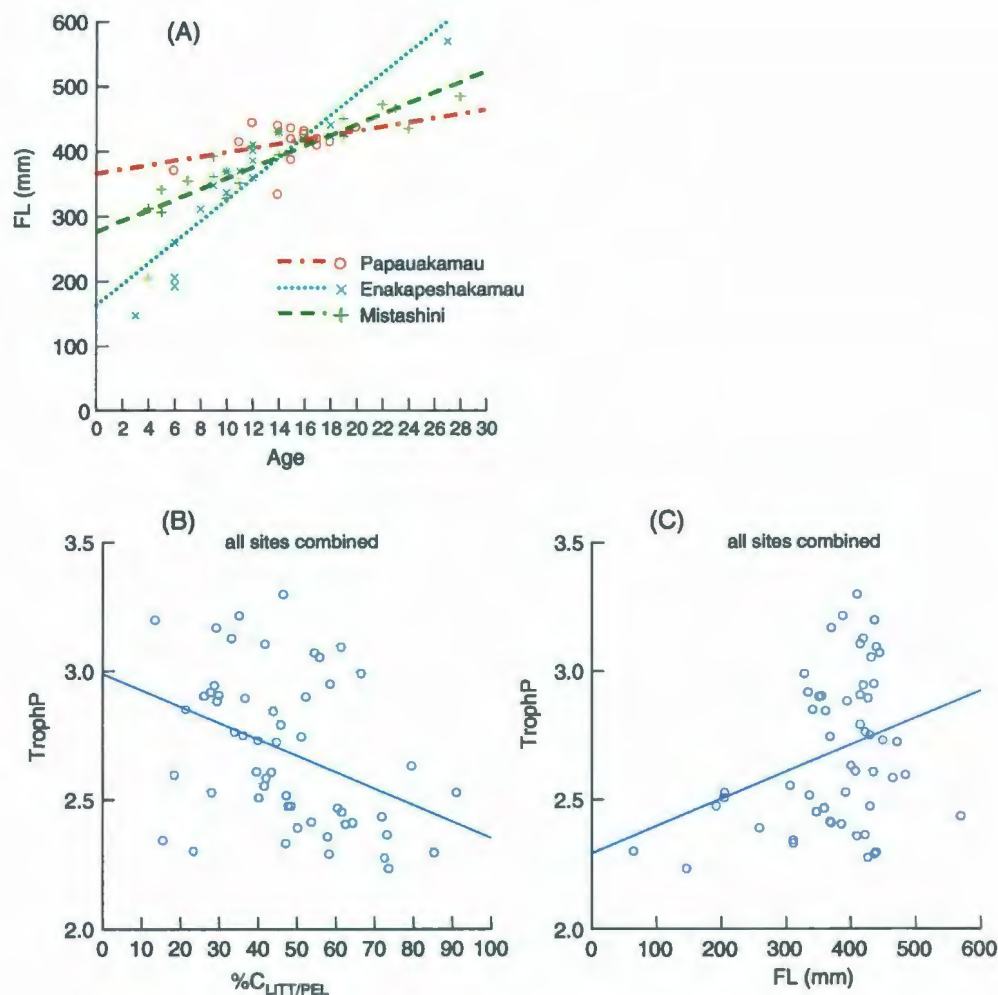 (A)
600
500
400
300
200
100
0
FL (mm)
Papauakamau
Enakapeshakamau
Mistashini
0 2 4 6 8 10 12 14 16 18 20 22 24 26 28 30
Age
(B)
all sites combined
3.5
3.0
2.5
2.0
TrophP
0 10 20 30 40 50 60 70 80 90 100
%C_LITT/PEL
(C)
all sites combined
3.5
3.0
2.5
2.0
TrophP
0 100 200 300 400 500 600
FL (mm)